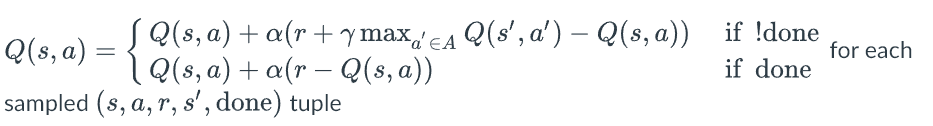 Q(s, a) = { Q(s, a) + α(r + γ max_{a'∈A} Q(s', a') − Q(s, a)) if !done
Q(s, a) + α(r − Q(s, a)) if done
for each
sampled (s, a, r, s', done) tuple